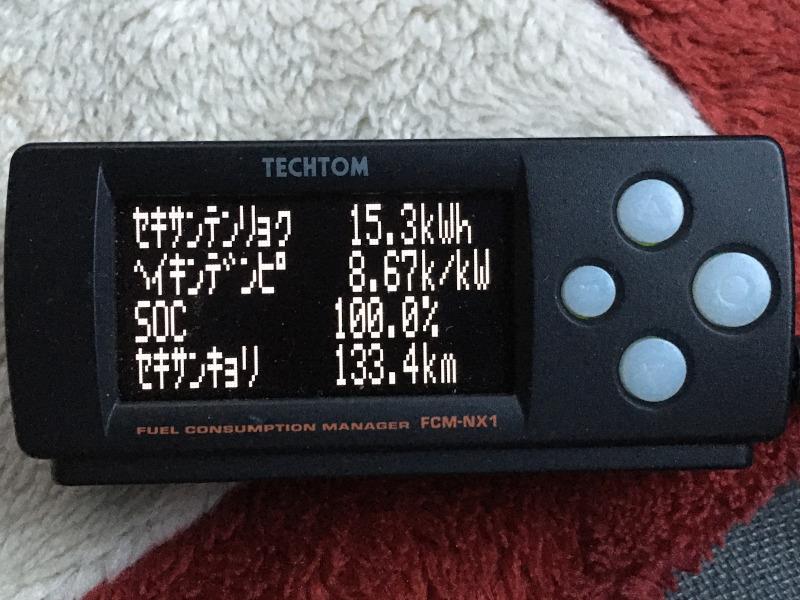 TECHTOM
セキサンテンリョク 15.3kWh
ヘイキンデンピ 8.67k/kW
SOC 100.0%
セキサンキョリ 133.4km
FUEL CONSUMPTION MANAGER FCM-NX1